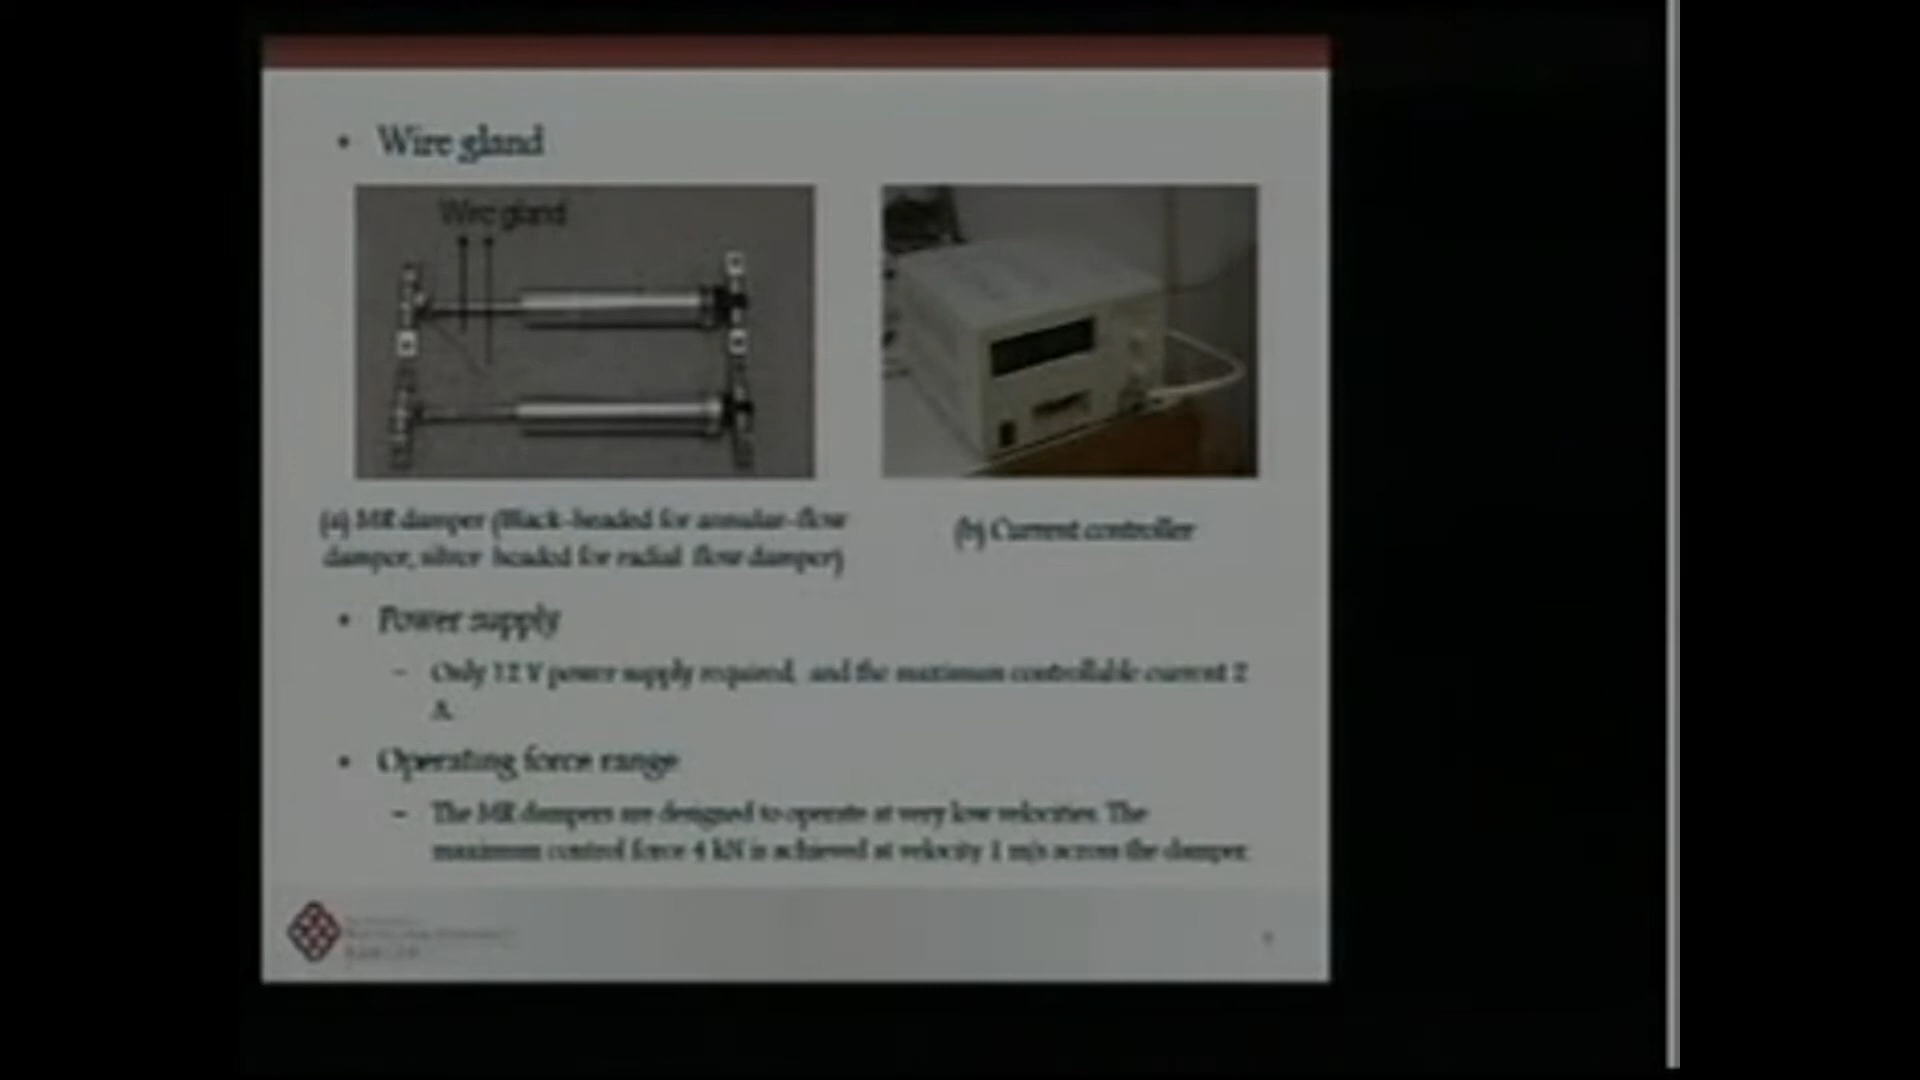 • Wire gland
Wire gland
(a) MR damper (Black-headed for annular-flow
damper, silver headed for radial flow damper)
(b) Current controller
• Power supply
– Only 12 V power supply required, and the maximum controllable current 2
A.
• Operating force range
– The MR dampers are designed to operate at very low velocities. The
maximum control force 4 kN is achieved at velocity 1 m/s across the damper.